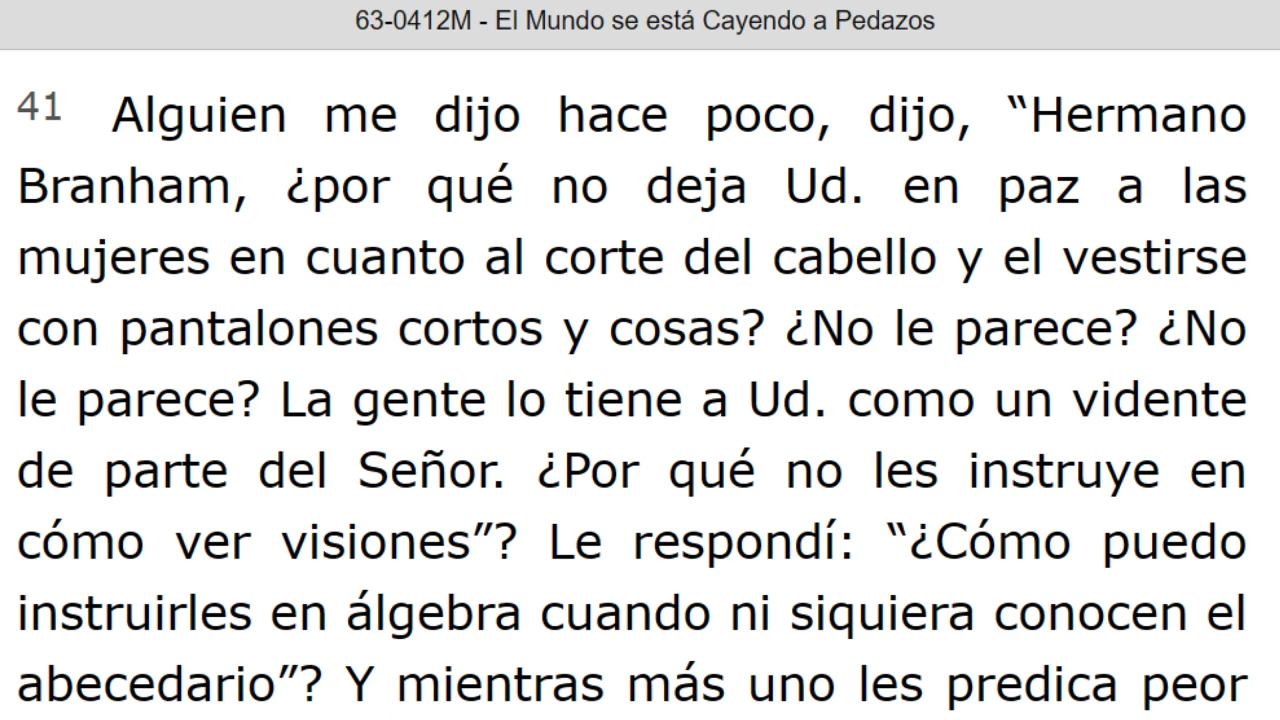 63-0412M - El Mundo se está Cayendo a Pedazos
41 Alguien me dijo hace poco, dijo, “Hermano
Branham, ¿por qué no deja Ud. en paz a las
mujeres en cuanto al corte del cabello y el vestirse
con pantalones cortos y cosas? ¿No le parece? ¿No
le parece? La gente lo tiene a Ud. como un vidente
de parte del Señor. ¿Por qué no les instruye en
cómo ver visiones”? Le respondí: “¿Cómo puedo
instruirles en álgebra cuando ni siquiera conocen el
abecedario”? Y mientras más uno les predica peor